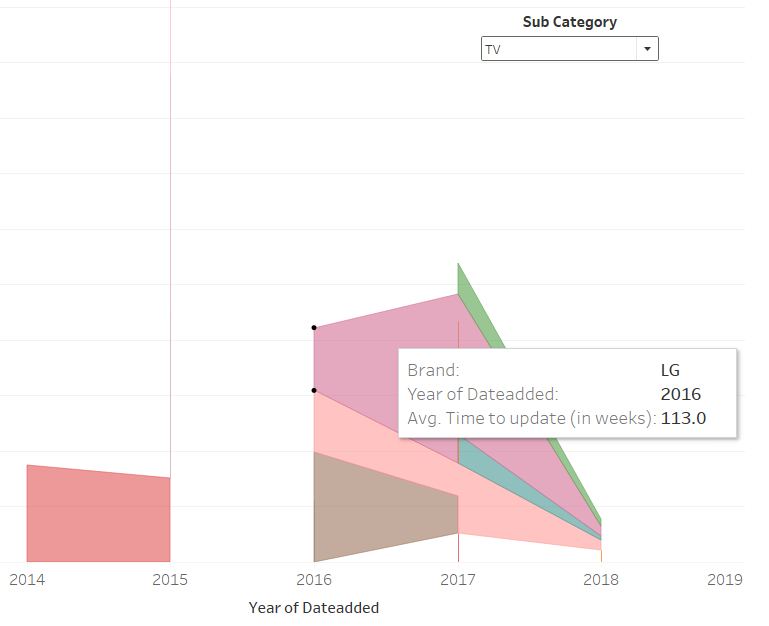 Sub Category
TV
Brand: LG
Year of Dateadded: 2016
Avg. Time to update (in weeks): 113.0
2014 2015 2016 2017 2018 2019
Year of Dateadded